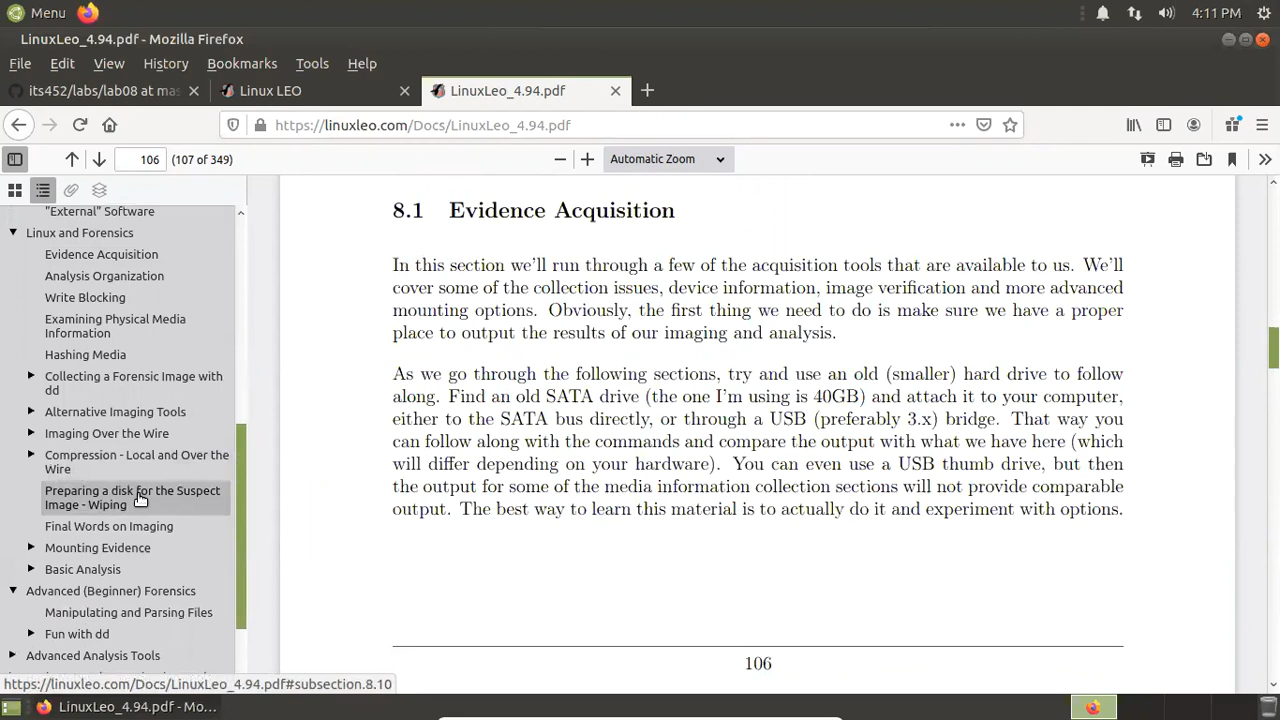 Menu
4:11 PM
LinuxLeo_4.94.pdf - Mozilla Firefox
File Edit View History Bookmarks Tools Help
its452/labs/lab08 at mas
Linux LEO
LinuxLeo_4.94.pdf
https://linuxleo.com/Docs/LinuxLeo_4.94.pdf
106 (107 of 349)
Automatic Zoom
"External" Software
Linux and Forensics
Evidence Acquisition
Analysis Organization
Write Blocking
Examining Physical Media
Information
Hashing Media
Collecting a Forensic Image with
dd
Alternative Imaging Tools
Imaging Over the Wire
Compression - Local and Over the
Wire
Preparing a disk for the Suspect
Image - Wiping
Final Words on Imaging
Mounting Evidence
Basic Analysis
Advanced (Beginner) Forensics
Manipulating and Parsing Files
Fun with dd
Advanced Analysis Tools
https://linuxleo.com/Docs/LinuxLeo_4.94.pdf#subsection.8.10
8.1 Evidence Acquisition
In this section we'll run through a few of the acquisition tools that are available to us. We'll
cover some of the collection issues, device information, image verification and more advanced
mounting options. Obviously, the first thing we need to do is make sure we have a proper
place to output the results of our imaging and analysis.
As we go through the following sections, try and use an old (smaller) hard drive to follow
along. Find an old SATA drive (the one I'm using is 40GB) and attach it to your computer,
either to the SATA bus directly, or through a USB (preferably 3.x) bridge. That way you
can follow along with the commands and compare the output with what we have here (which
will differ depending on your hardware). You can even use a USB thumb drive, but then
the output for some of the media information collection sections will not provide comparable
output. The best way to learn this material is to actually do it and experiment with options.
106
LinuxLeo_4.94.pdf - Mo...